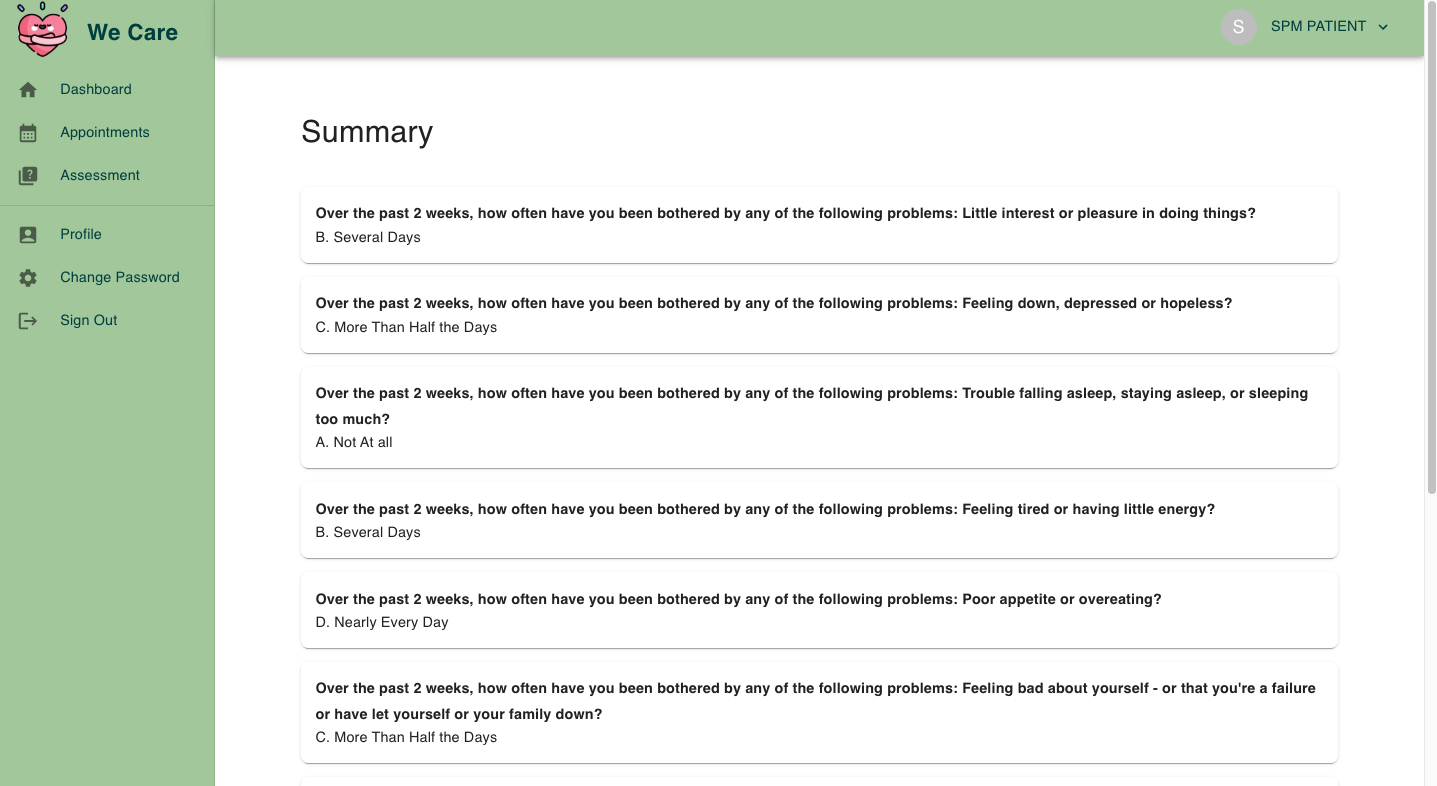 We Care
SPM PATIENT
S
Dashboard
Appointments
Assessment
Profile
Change Password
Sign Out
Summary
Over the past 2 weeks, how often have you been bothered by any of the following problems: Little interest or pleasure in doing things?
B. Several Days
Over the past 2 weeks, how often have you been bothered by any of the following problems: Feeling down, depressed or hopeless?
C. More Than Half the Days
Over the past 2 weeks, how often have you been bothered by any of the following problems: Trouble falling asleep, staying asleep, or sleeping
too much?
A. Not At all
Over the past 2 weeks, how often have you been bothered by any of the following problems: Feeling tired or having little energy?
B. Several Days
Over the past 2 weeks, how often have you been bothered by any of the following problems: Poor appetite or overeating?
D. Nearly Every Day
Over the past 2 weeks, how often have you been bothered by any of the following problems: Feeling bad about yourself - or that you're a failure
or have let yourself or your family down?
C. More Than Half the Days